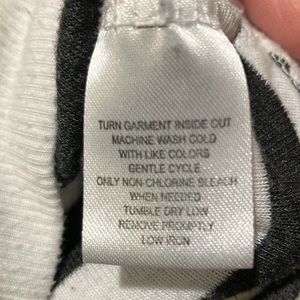 TURN GARMENT INSIDE OUT
MACHINE WASH COLD
WITH LIKE COLORS
GENTLE CYCLE
ONLY NON-CHLORINE BLEACH
WHEN NEEDED
TUMBLE DRY LOW
REMOVE PROMPTLY
LOW IRON